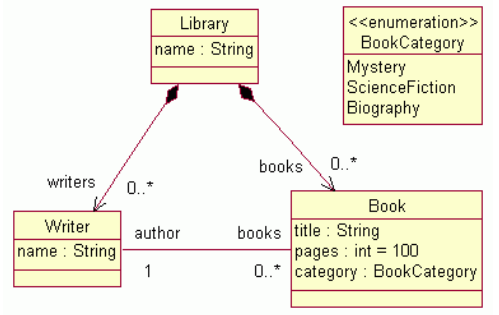 Library
name : String
<<enumeration>>
BookCategory
Mystery
ScienceFiction
Biography
writers
0..*
books
0..*
Writer
name : String
author
1
books
0..*
Book
title : String
pages : int = 100
category : BookCategory